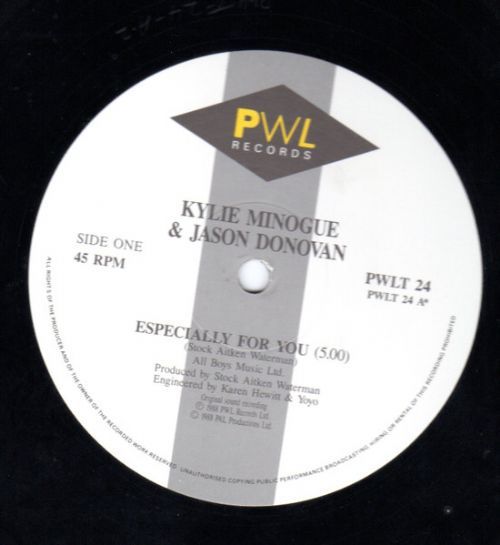 PWL
RECORDS
KYLIE MINOGUE
& JASON DONOVAN
SIDE ONE
45 RPM
PWLT 24
PWLT 24 A*
ESPECIALLY FOR YOU (5.00)
(Stock Aitken Waterman)
All Boys Music Ltd.
Produced by Stock Aitken Waterman
Engineered by Karen Hewitt & Yoyo
Original sound recording
Ⓟ 1988 PWL Records Ltd.
© 1988 PWL Productions Ltd.
ALL RIGHTS OF THE PRODUCER AND OF THE OWNER OF THE RECORDED WORK RESERVED. UNAUTHORISED COPYING PUBLIC PERFORMANCE BROADCASTING HIRING OR RENTAL OF THIS RECORDING PROHIBITED